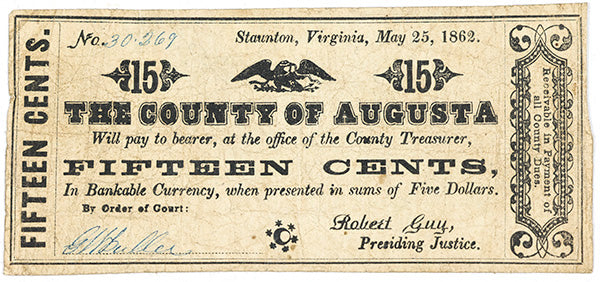 FIFTEEN CENTS.
No. 30.269 Staunton, Virginia, May 25, 1862.
15 15
THE COUNTY OF AUGUSTA
Will pay to bearer, at the office of the County Treasurer,
FIFTEEN CENTS,
In Bankable Currency, when presented in sums of Five Dollars.
By Order of Court:
Robert Guy,
Presiding Justice.
Receivable in Payment of
all County Dues.